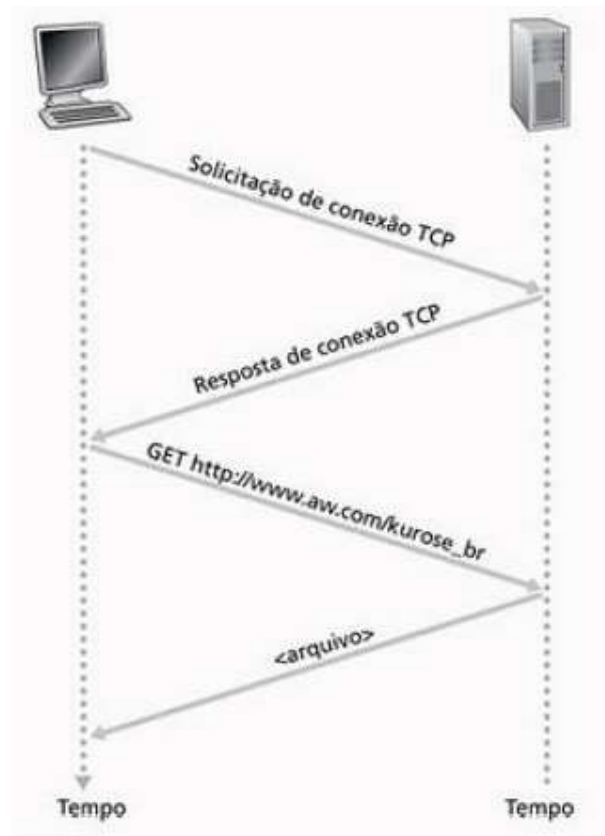 Solicitação de conexão TCP
Resposta de conexão TCP
GET http://www.aw.com/kurose_br
<arquivo>
Tempo
Tempo